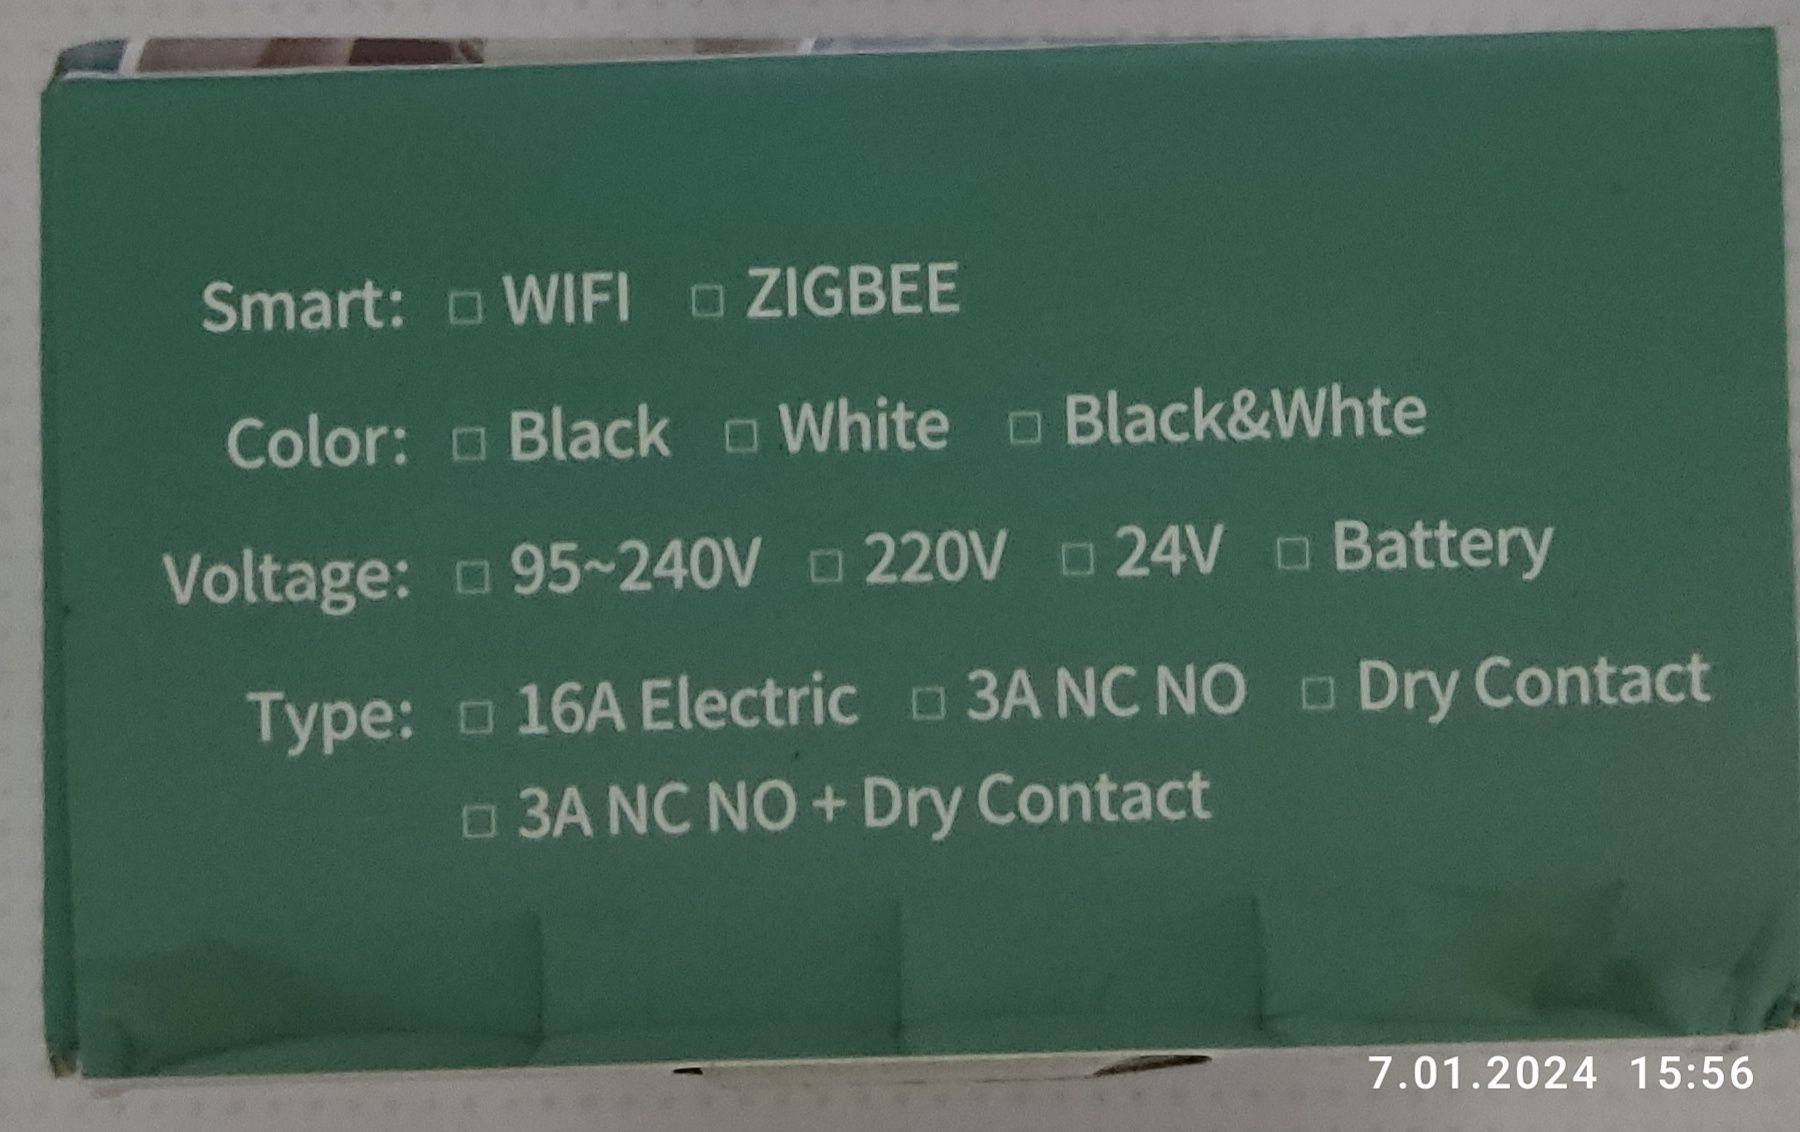 Smart: □ WIFI □ ZIGBEE
Color: □ Black □ White □ Black&Whte
Voltage: □ 95~240V □ 220V □ 24V □ Battery
Type: □ 16A Electric □ 3A NC NO □ Dry Contact
□ 3A NC NO + Dry Contact
7.01.2024 15:56